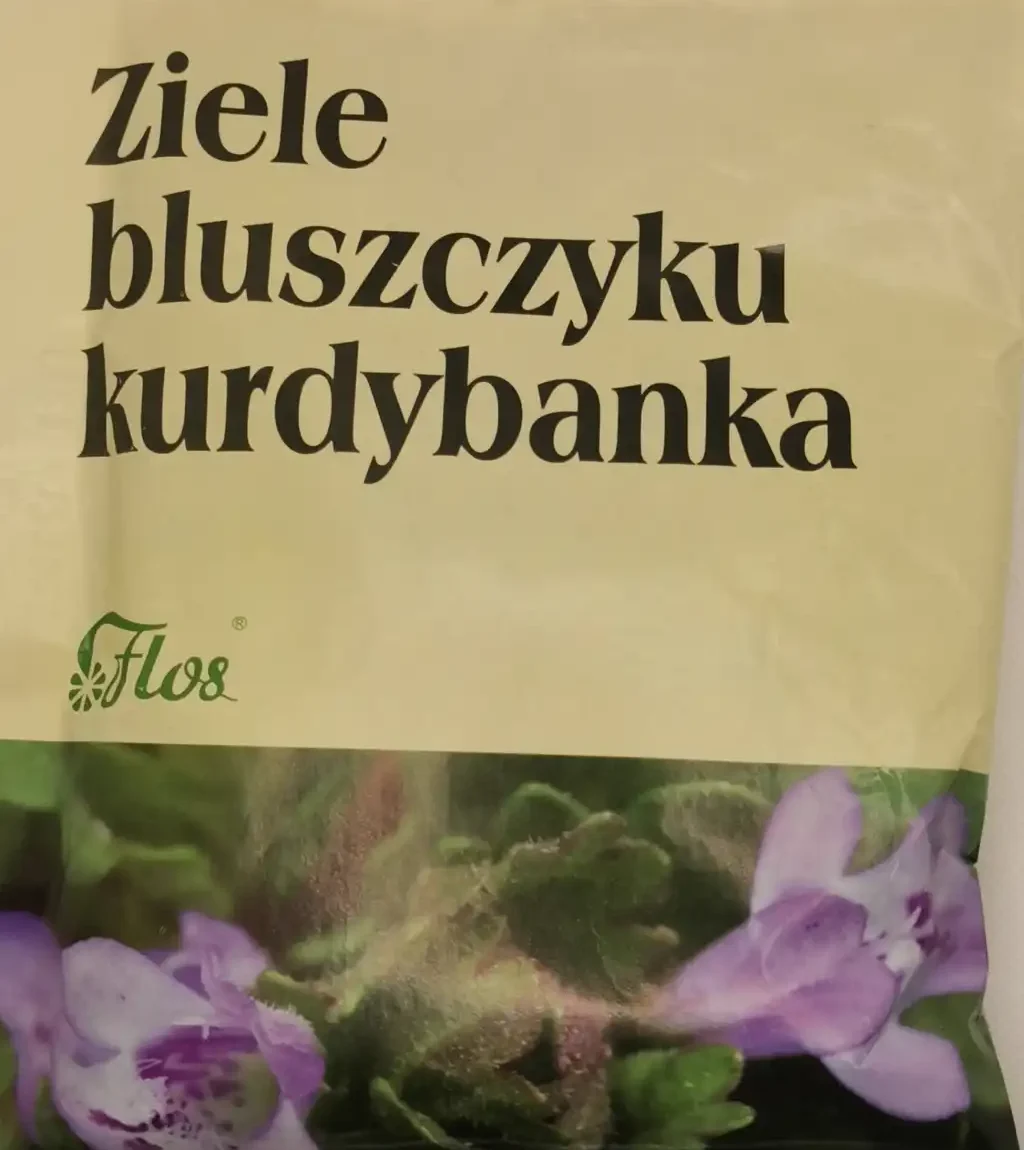 Ziele
bluszczyku
kurdybanka
Flos ®